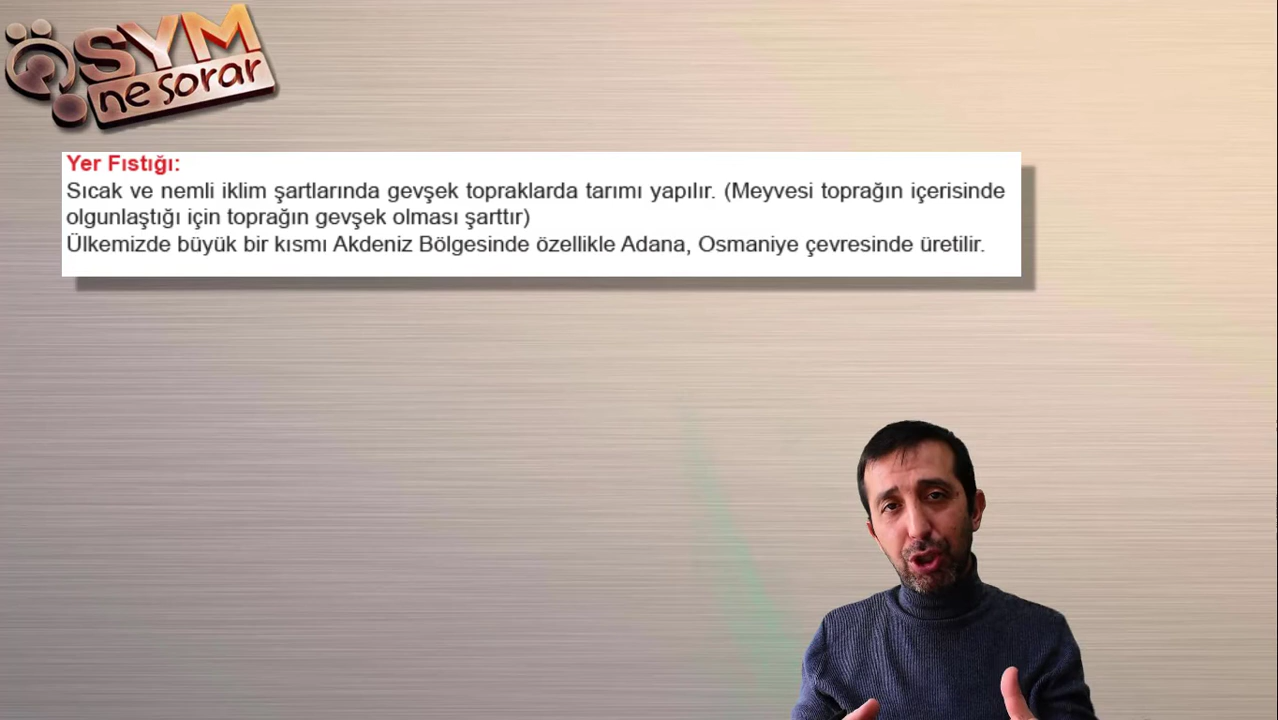 ÖSYM
ne sorar
Yer Fıstığı:
Sıcak ve nemli iklim şartlarında gevşek topraklarda tarımı yapılır. (Meyvesi toprağın içerisinde
olgunlaştığı için toprağın gevşek olması şarttır)
Ülkemizde büyük bir kısmı Akdeniz Bölgesinde özellikle Adana, Osmaniye çevresinde üretilir.